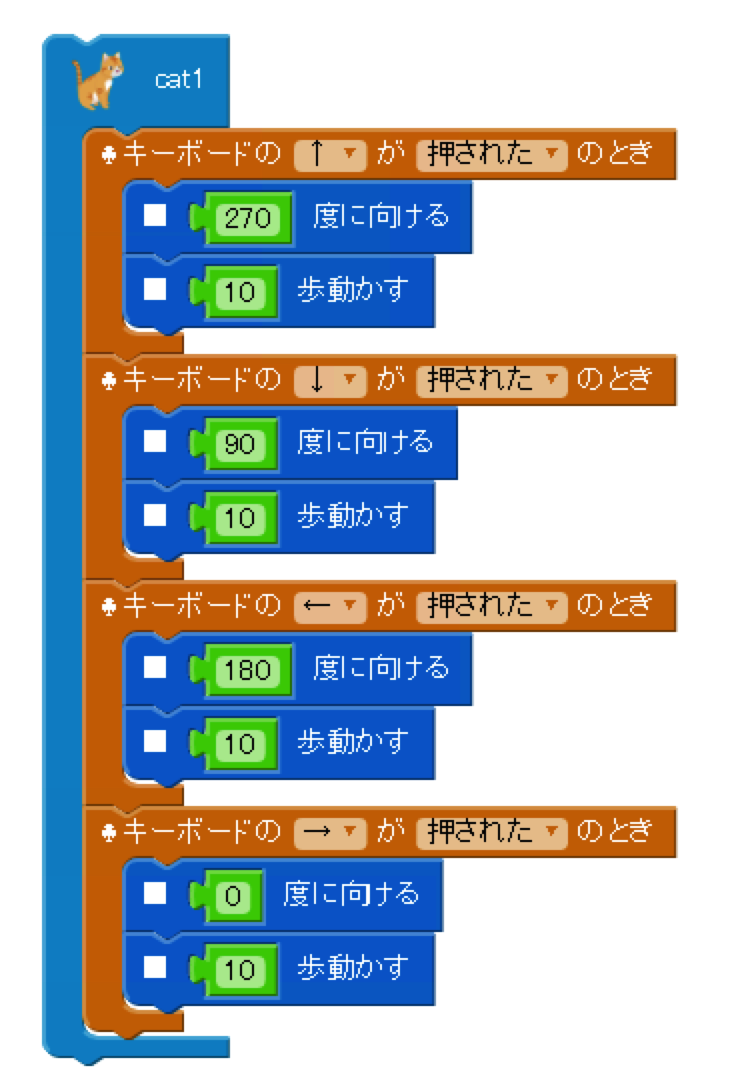 cat1
キーボードの ↑ が 押された のとき
270 度に向ける
10 歩動かす
キーボードの ↓ が 押された のとき
90 度に向ける
10 歩動かす
キーボードの ← が 押された のとき
180 度に向ける
10 歩動かす
キーボードの → が 押された のとき
0 度に向ける
10 歩動かす